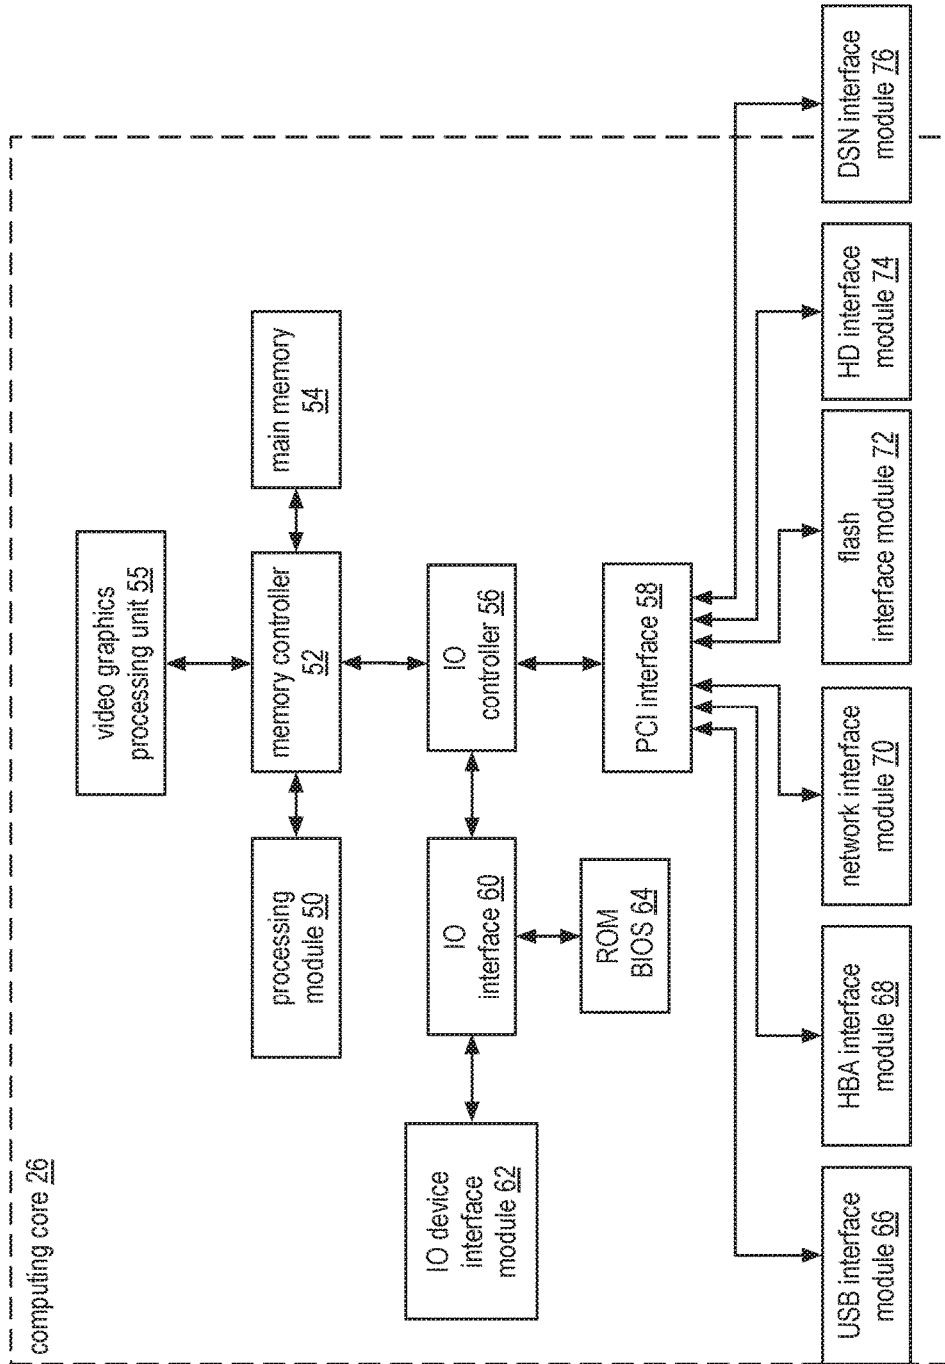 computing core 26
video graphics
processing unit 55
processing
module 50
memory controller
52
main memory
54
IO device
interface
module 62
IO
interface 60
IO
controller 56
ROM
BIOS 64
PCI interface 58
USB interface
module 66
HBA interface
module 68
network interface
module 70
flash
interface module 72
HD interface
module 74
DSN interface
module 76